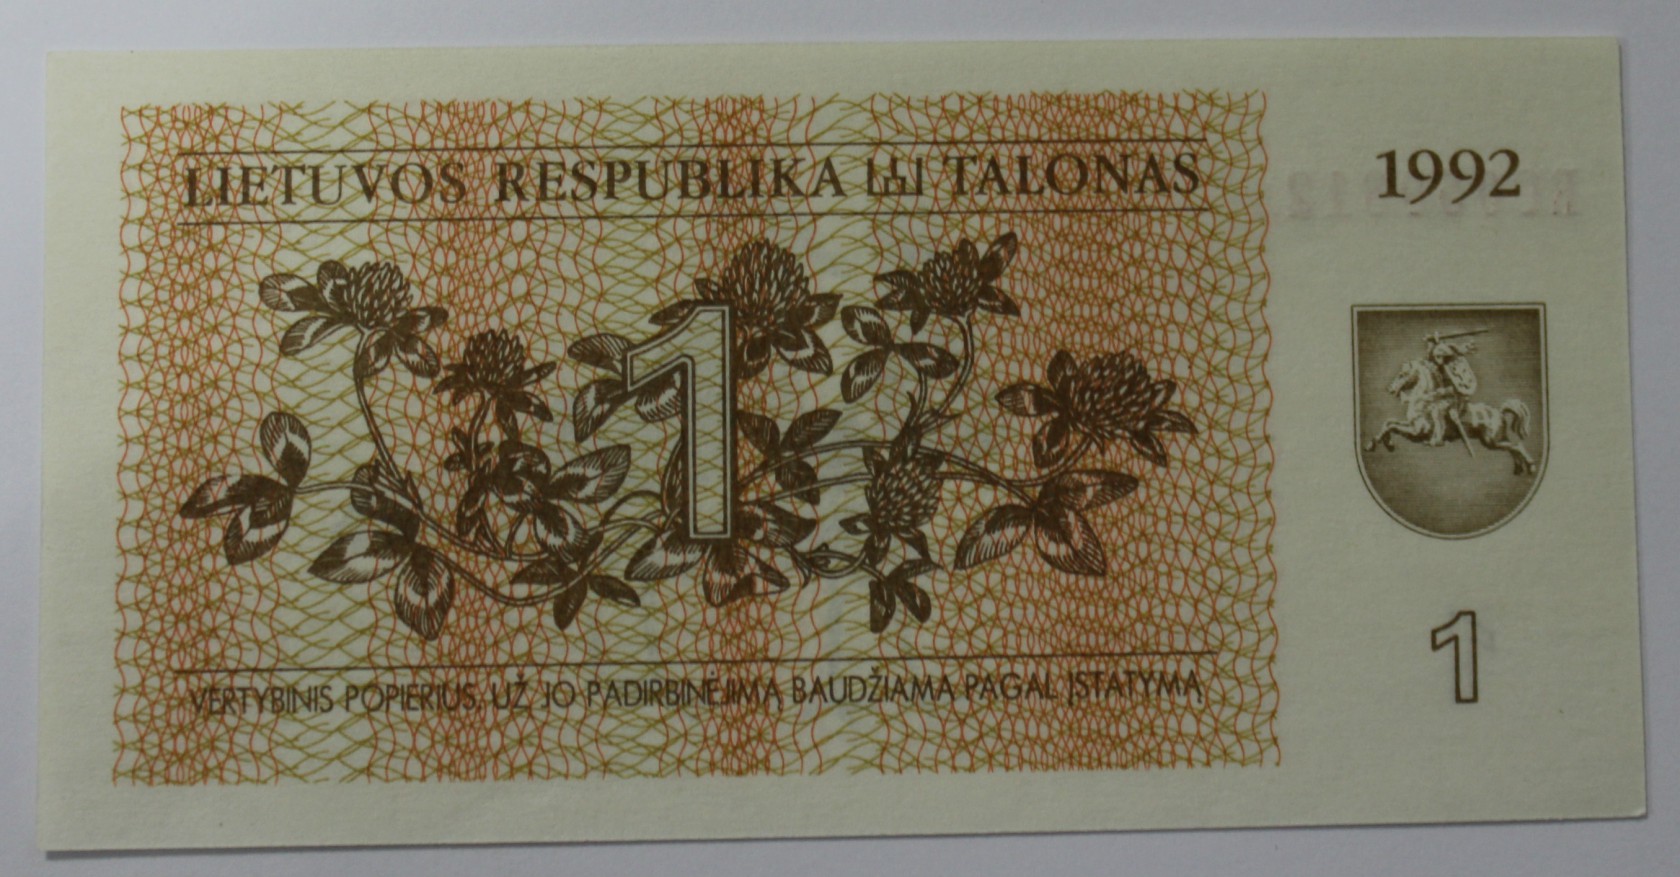 LIETUVOS RESPUBLIKA TALONAS
1992
1
1
VERTYBINIS POPIERIUS. UŽ JO PADIRBINĖJIMĄ BAUDŽIAMA PAGAL ĮSTATYMĄ